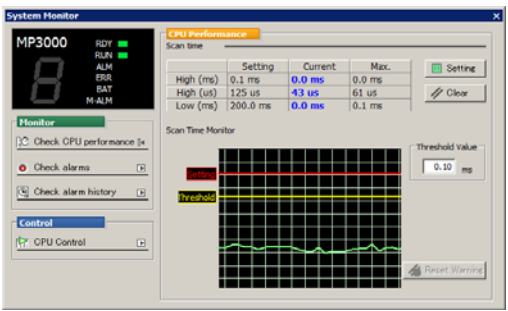 System Monitor
x
MP3000
RDY
RUN
ALM
ERR
BAT
M-ALM
Monitor
Check CPU performance
Check alarms
Check alarm history
Control
CPU Control
CPU Performance
Scan time
Setting Current Max.
High (ms) 0.1 ms 0.0 ms 0.0 ms
High (us) 125 us 43 us 61 us
Low (ms) 200.0 ms 0.0 ms 0.1 ms
Setting
Clear
Scan Time Monitor
Setting
Threshold
Threshold Value
0.10 ms
Reset Warning